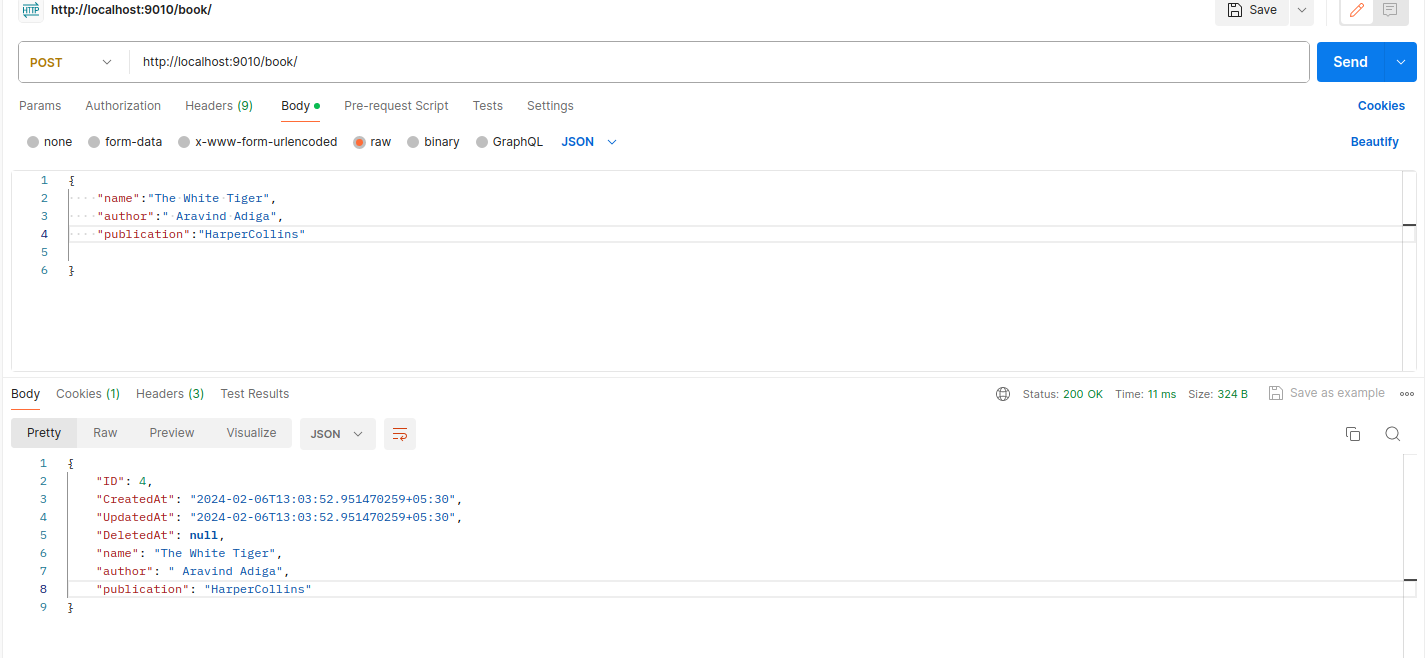 HTTP http://localhost:9010/book/ Save
POST http://localhost:9010/book/ Send
Params Authorization Headers (9) Body Pre-request Script Tests Settings Cookies
none form-data x-www-form-urlencoded raw binary GraphQL JSON Beautify
1 {
2 "name":"The White Tiger",
3 "author":" Aravind Adiga",
4 "publication":"HarperCollins"
5
6 }
Body Cookies (1) Headers (3) Test Results Status: 200 OK Time: 11 ms Size: 324 B Save as example
Pretty Raw Preview Visualize JSON
1 {
2 "ID": 4,
3 "CreatedAt": "2024-02-06T13:03:52.951470259+05:30",
4 "UpdatedAt": "2024-02-06T13:03:52.951470259+05:30",
5 "DeletedAt": null,
6 "name": "The White Tiger",
7 "author": " Aravind Adiga",
8 "publication": "HarperCollins"
9 }